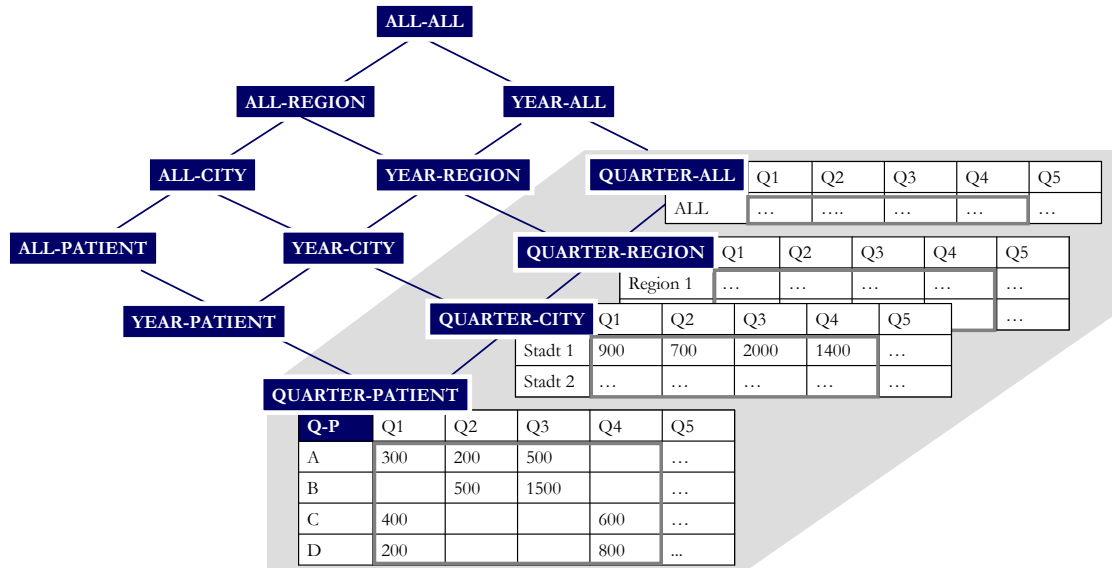 ALL-ALL
ALL-REGION YEAR-ALL
ALL-CITY YEAR-REGION QUARTER-ALL Q1 Q2 Q3 Q4 Q5
ALL … …. … … …
ALL-PATIENT YEAR-CITY QUARTER-REGION Q1 Q2 Q3 Q4 Q5
Region 1 … … … … …
…
YEAR-PATIENT QUARTER-CITY Q1 Q2 Q3 Q4 Q5
Stadt 1 900 700 2000 1400 …
Stadt 2 … … … … …
QUARTER-PATIENT
Q-P Q1 Q2 Q3 Q4 Q5
A 300 200 500 …
B 500 1500 …
C 400 600 …
D 200 800 ...